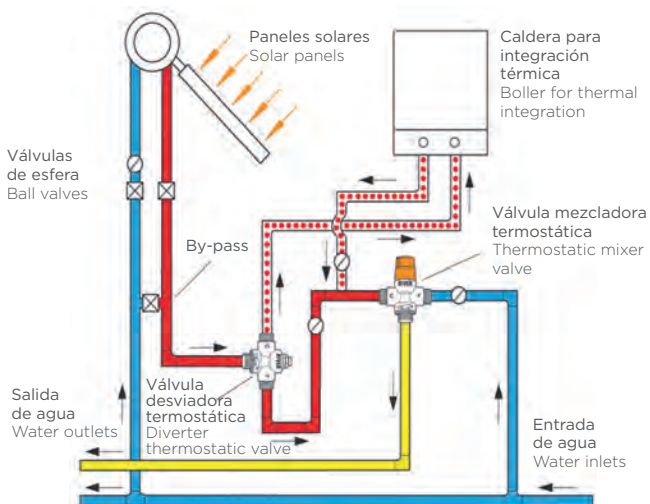 Paneles solares
Solar panels
Caldera para
integración
térmica
Boller for thermal
integration
Válvulas
de esfera
Ball valves
By-pass
Válvula mezcladora
termostática
Thermostatic mixer
valve
Válvula
desviadora
termostática
Diverter
thermostatic valve
Salida
de agua
Water outlets
Entrada
de agua
Water inlets